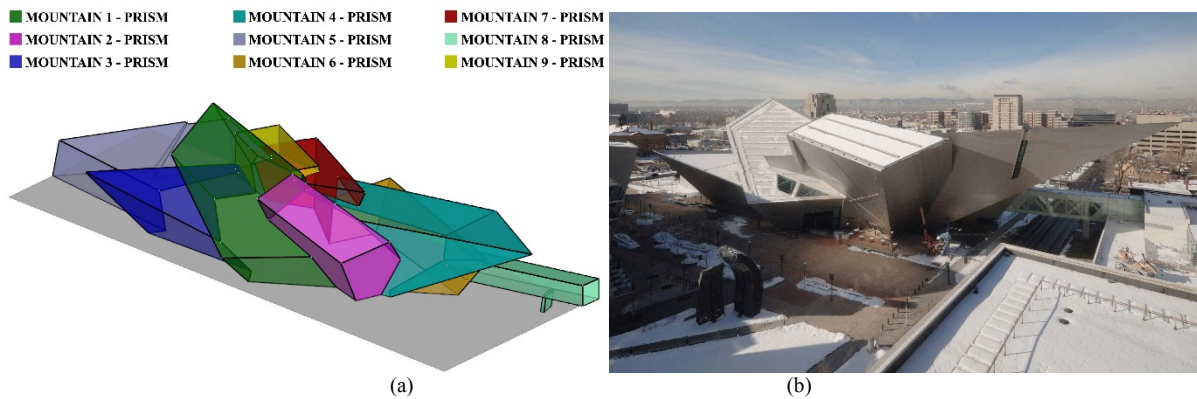 MOUNTAIN 1 - PRISM MOUNTAIN 4 - PRISM MOUNTAIN 7 - PRISM
MOUNTAIN 2 - PRISM MOUNTAIN 5 - PRISM MOUNTAIN 8 - PRISM
MOUNTAIN 3 - PRISM MOUNTAIN 6 - PRISM MOUNTAIN 9 - PRISM
(a) (b)